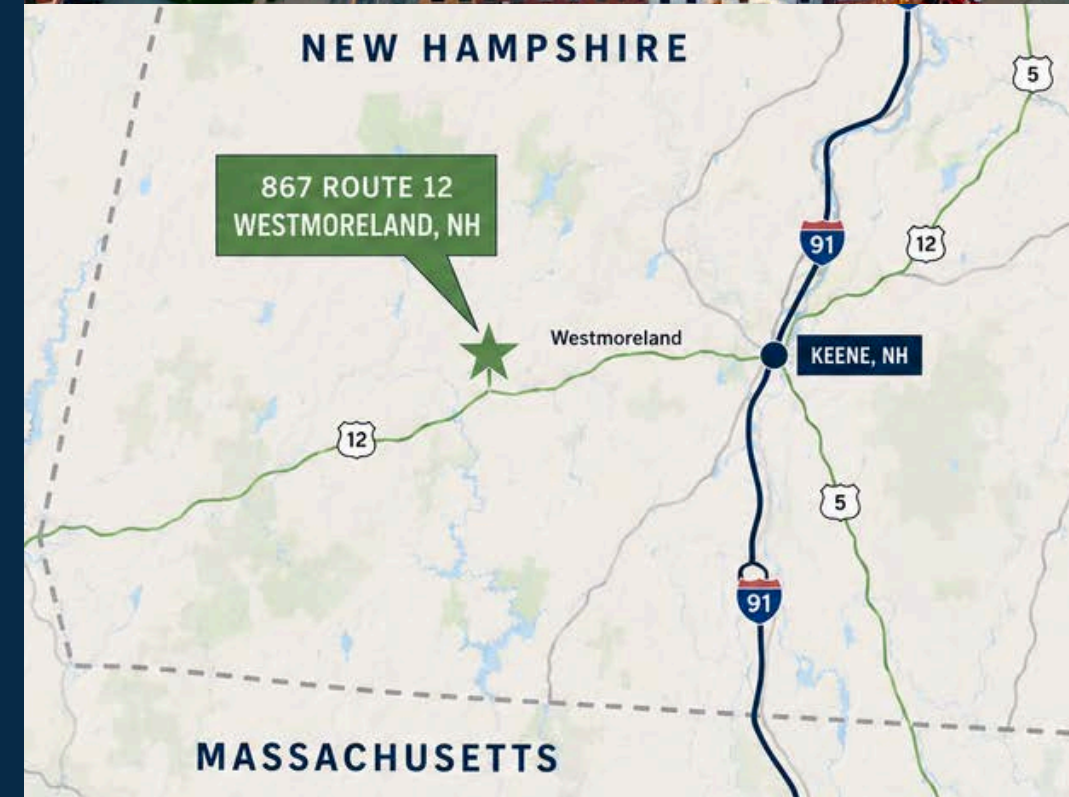 NEW HAMPSHIRE
5
867 ROUTE 12
WESTMORELAND, NH
91
12
Westmoreland
KEENE, NH
12
5
91
MASSACHUSETTS